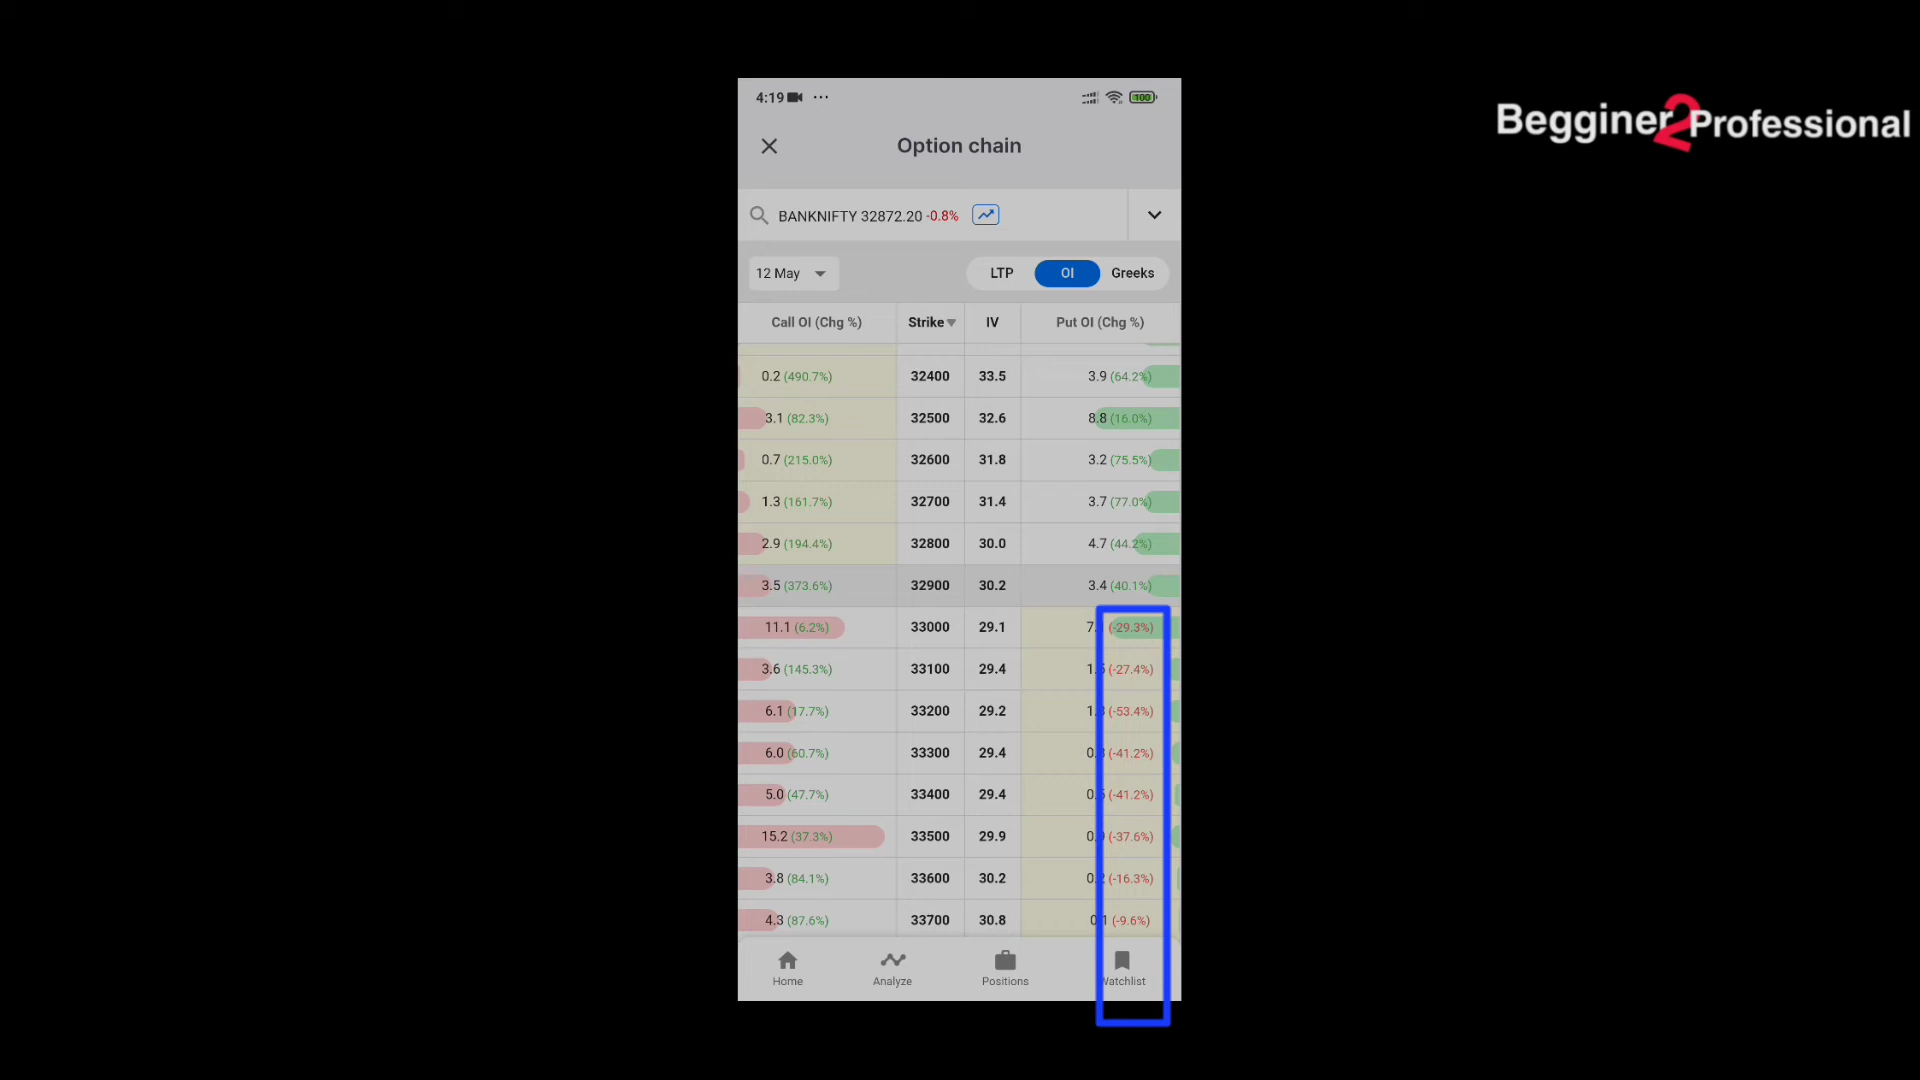 Begginer2Professional
4:19 ... 100
Option chain
BANKNIFTY 32872.20 -0.8%
12 May LTP OI Greeks
Call OI (Chg %) Strike IV Put OI (Chg %)
0.2 (490.7%) 32400 33.5 3.9 (64.2%)
3.1 (82.3%) 32500 32.6 8.8 (16.0%)
0.7 (215.0%) 32600 31.8 3.2 (75.5%)
1.3 (161.7%) 32700 31.4 3.7 (77.0%)
2.9 (194.4%) 32800 30.0 4.7 (44.2%)
3.5 (373.6%) 32900 30.2 3.4 (40.1%)
11.1 (6.2%) 33000 29.1 (-29.3%)
3.6 (145.3%) 33100 29.4 (-27.4%)
6.1 (17.7%) 33200 29.2 (-53.4%)
6.0 (60.7%) 33300 29.4 (-41.2%)
5.0 (47.7%) 33400 29.4 (-41.2%)
15.2 (37.3%) 33500 29.9 (-37.6%)
3.8 (84.1%) 33600 30.2 (-16.3%)
4.3 (87.6%) 33700 30.8 0.1 (-9.6%)
Home Analyze Positions Watchlist